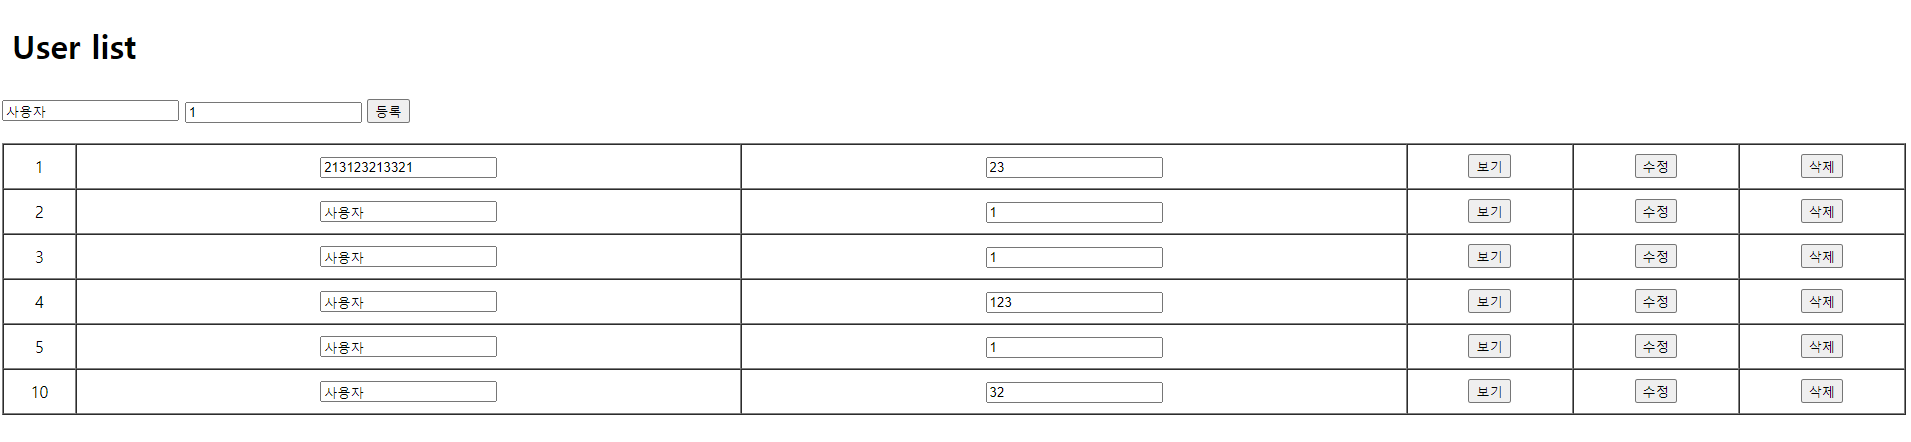 User list
사용자 1 등록
1 213123213321 23 보기 수정 삭제
2 사용자 1 보기 수정 삭제
3 사용자 1 보기 수정 삭제
4 사용자 123 보기 수정 삭제
5 사용자 1 보기 수정 삭제
10 사용자 32 보기 수정 삭제